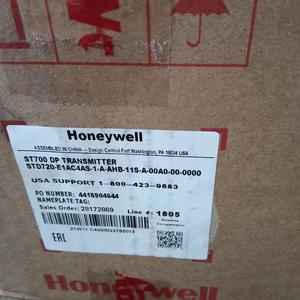 Honeywell
ASSEMBLED IN CHINA — Design Control Fort Washington, PA 19034 USA
ST700 DP TRANSMITTER
STD720-E1AC4AS-1-A-AHB-11S-A-00A0-00-0000
USA SUPPORT 1-800-423-9883
PO NUMBER: 4416904644
NAMEPLATE TAG:
Sales Order: 28172869
Line #: 1805
EAC
Honeywell